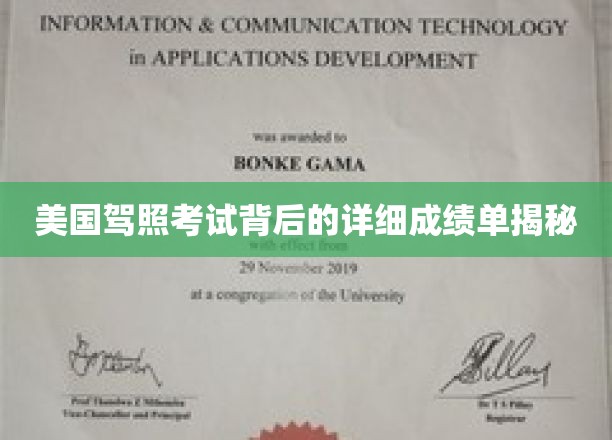 INFORMATION & COMMUNICATION TECHNOLOGY
in APPLICATIONS DEVELOPMENT
was awarded to
BONKE GAMA
美国驾照考试背后的详细成绩单揭秘
with effect from
29 November 2019
at a congregation of the University
Vice-Chancellor and Principal
Registrar